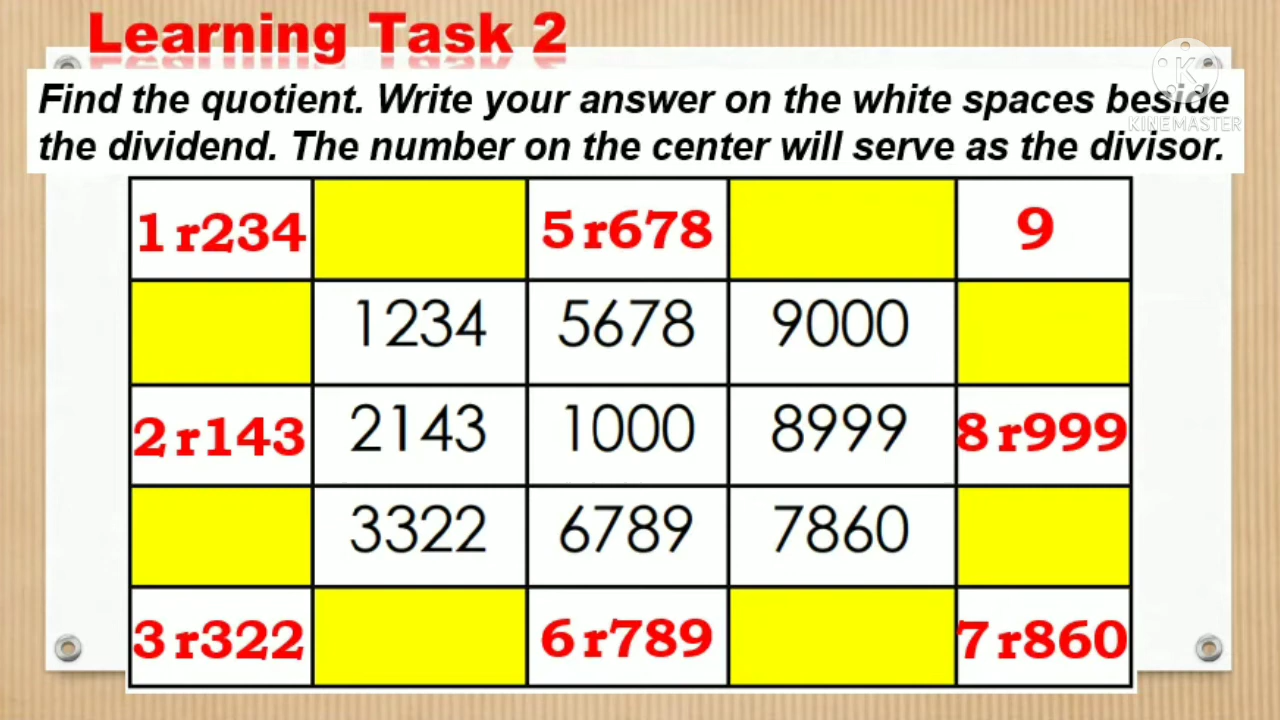 Learning Task 2
Find the quotient. Write your answer on the white spaces beside
the dividend. The number on the center will serve as the divisor.
K
KINEMASTER
1 r234 5 r678 9
1234 5678 9000
2 r143 2143 1000 8999 8 r999
3322 6789 7860
3 r322 6 r789 7 r860